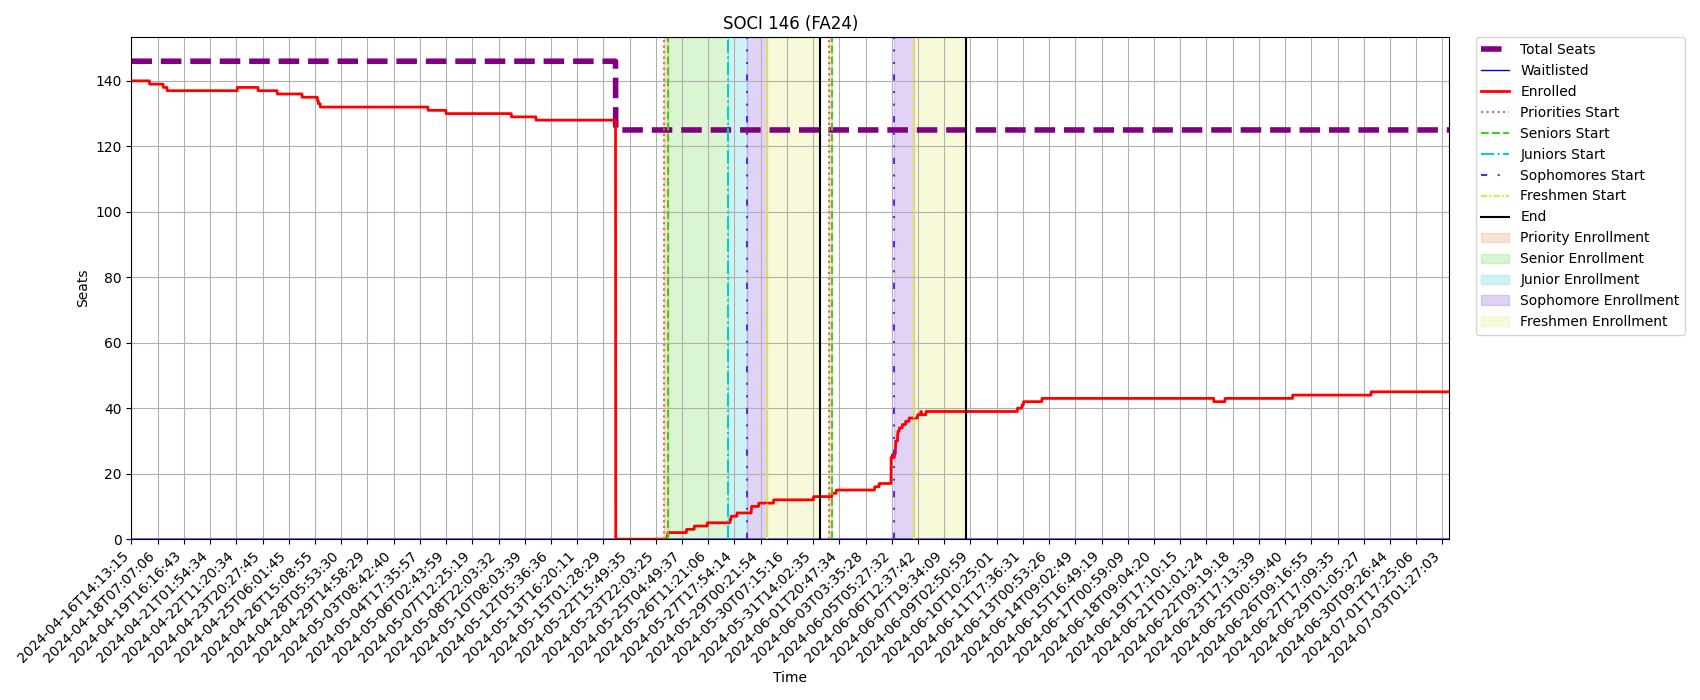 SOCI 146 (FA24)
Seats
140
120
100
80
60
40
20
0
2024-04-16T14:13:15
2024-04-18T07:07:06
2024-04-19T16:16:43
2024-04-21T01:54:34
2024-04-22T11:20:34
2024-04-23T20:27:45
2024-04-25T06:01:45
2024-04-26T15:08:55
2024-04-28T05:53:30
2024-04-29T14:58:29
2024-05-03T08:42:40
2024-05-04T17:35:57
2024-05-06T02:43:59
2024-05-07T12:25:19
2024-05-08T22:03:32
2024-05-10T08:03:39
2024-05-12T05:36:36
2024-05-13T16:20:11
2024-05-15T01:28:29
2024-05-22T15:49:35
2024-05-23T22:03:25
2024-05-25T04:49:37
2024-05-26T11:21:06
2024-05-27T17:54:14
2024-05-29T00:21:54
2024-05-30T07:15:16
2024-05-31T14:02:35
2024-06-01T20:47:34
2024-06-03T03:35:28
2024-06-05T05:27:32
2024-06-06T12:37:42
2024-06-07T19:34:09
2024-06-09T02:50:59
2024-06-10T10:25:01
2024-06-11T17:36:31
2024-06-13T00:53:26
2024-06-14T09:02:49
2024-06-15T16:49:19
2024-06-17T00:59:09
2024-06-18T09:04:20
2024-06-19T17:10:15
2024-06-21T01:01:24
2024-06-22T09:19:18
2024-06-23T17:13:39
2024-06-25T00:59:40
2024-06-26T09:16:55
2024-06-27T17:09:35
2024-06-29T01:05:27
2024-06-30T09:26:44
2024-07-01T17:25:06
2024-07-03T01:27:03
Time
Total Seats
Waitlisted
Enrolled
Priorities Start
Seniors Start
Juniors Start
Sophomores Start
Freshmen Start
End
Priority Enrollment
Senior Enrollment
Junior Enrollment
Sophomore Enrollment
Freshmen Enrollment